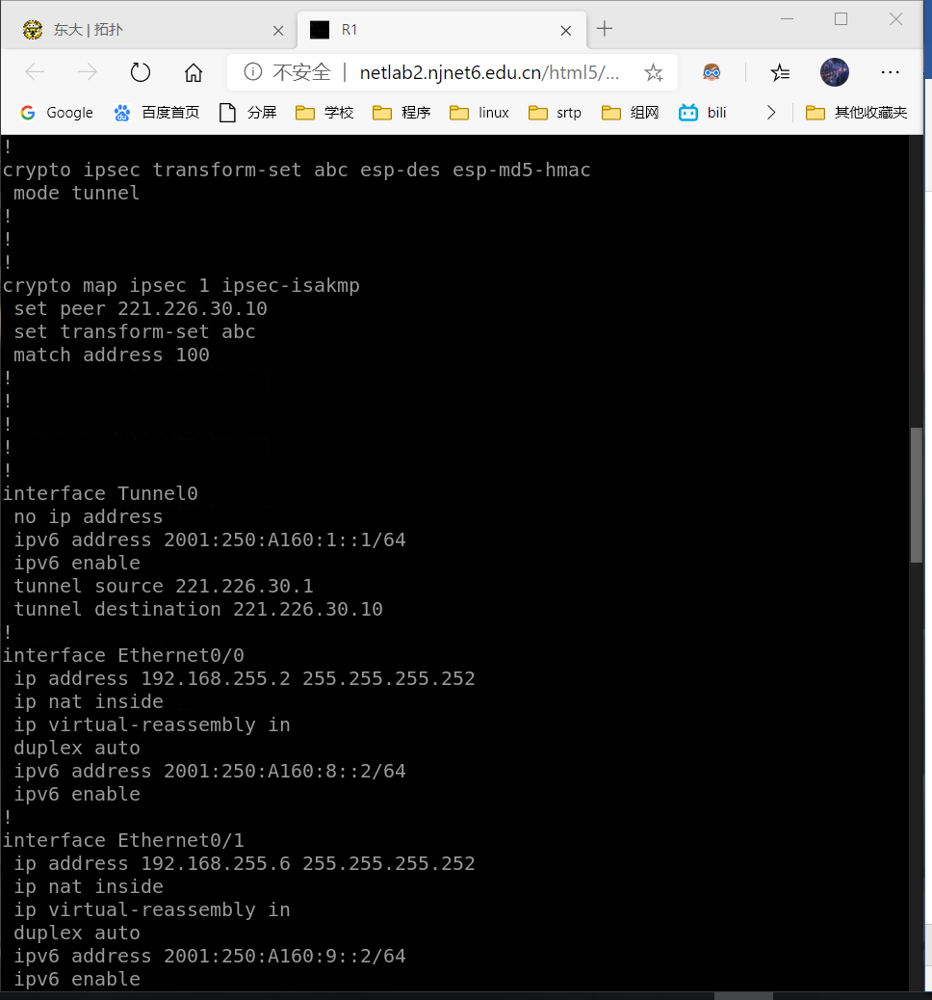 东大 | 拓扑
R1
不安全 | netlab2.njnet6.edu.cn/html5/...
Google 百度首页 分屏 学校 程序 linux srtp 组网 bili 其他收藏夹
!
crypto ipsec transform-set abc esp-des esp-md5-hmac
mode tunnel
!
!
!
crypto map ipsec 1 ipsec-isakmp
set peer 221.226.30.10
set transform-set abc
match address 100
!
!
!
!
!
interface Tunnel0
no ip address
ipv6 address 2001:250:A160:1::1/64
ipv6 enable
tunnel source 221.226.30.1
tunnel destination 221.226.30.10
!
interface Ethernet0/0
ip address 192.168.255.2 255.255.255.252
ip nat inside
ip virtual-reassembly in
duplex auto
ipv6 address 2001:250:A160:8::2/64
ipv6 enable
!
interface Ethernet0/1
ip address 192.168.255.6 255.255.255.252
ip nat inside
ip virtual-reassembly in
duplex auto
ipv6 address 2001:250:A160:9::2/64
ipv6 enable